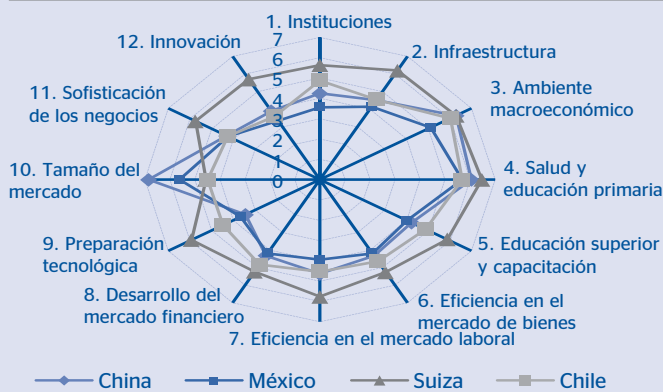 1. Instituciones
7
6
5
4
3
2
1
0
2. Infraestructura
3. Ambiente
macroeconómico
4. Salud y
educación primaria
5. Educación superior
y capacitación
6. Eficiencia en el
mercado de bienes
7. Eficiencia en el mercado laboral
8. Desarrollo del
mercado financiero
9. Preparación
tecnológica
10. Tamaño del
mercado
11. Sofisticación
de los negocios
12. Innovación
China
México
Suiza
Chile